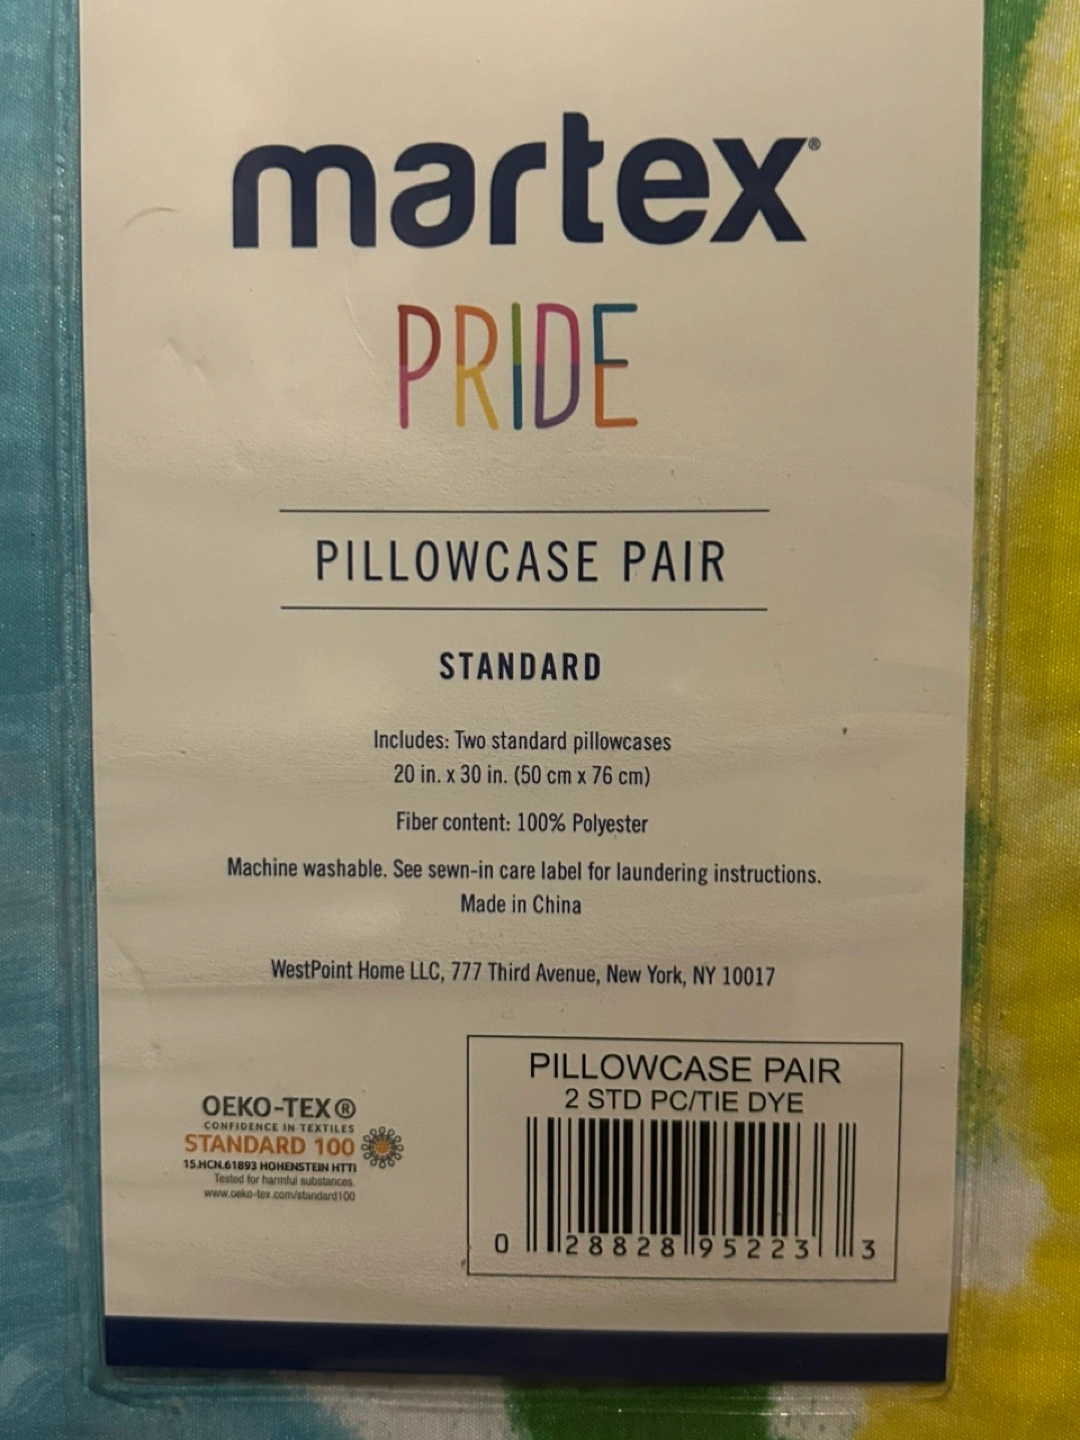 martex®
PRIDE
PILLOWCASE PAIR
STANDARD
Includes: Two standard pillowcases
20 in. x 30 in. (50 cm x 76 cm)
Fiber content: 100% Polyester
Machine washable. See sewn-in care label for laundering instructions.
Made in China
WestPoint Home LLC, 777 Third Avenue, New York, NY 10017
OEKO-TEX®
CONFIDENCE IN TEXTILES
STANDARD 100
15.HCN.61893 HOHENSTEIN HTTI
Tested for harmful substances.
www.oeko-tex.com/standard100
PILLOWCASE PAIR
2 STD PC/TIE DYE
0 28828 95223 3